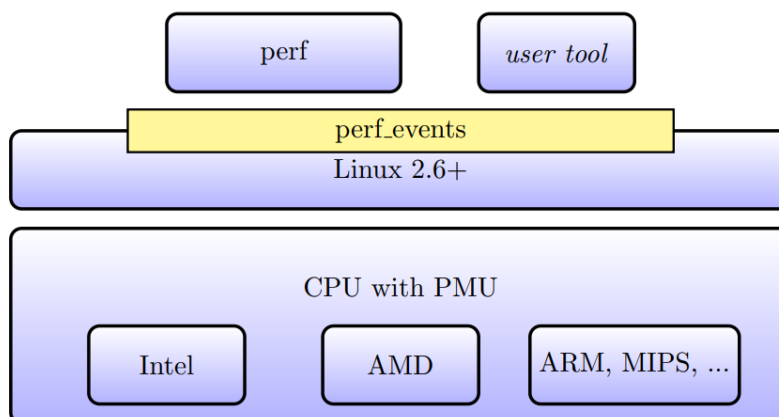 perf
user tool
perf_events
Linux 2.6+
CPU with PMU
Intel
AMD
ARM, MIPS, ...